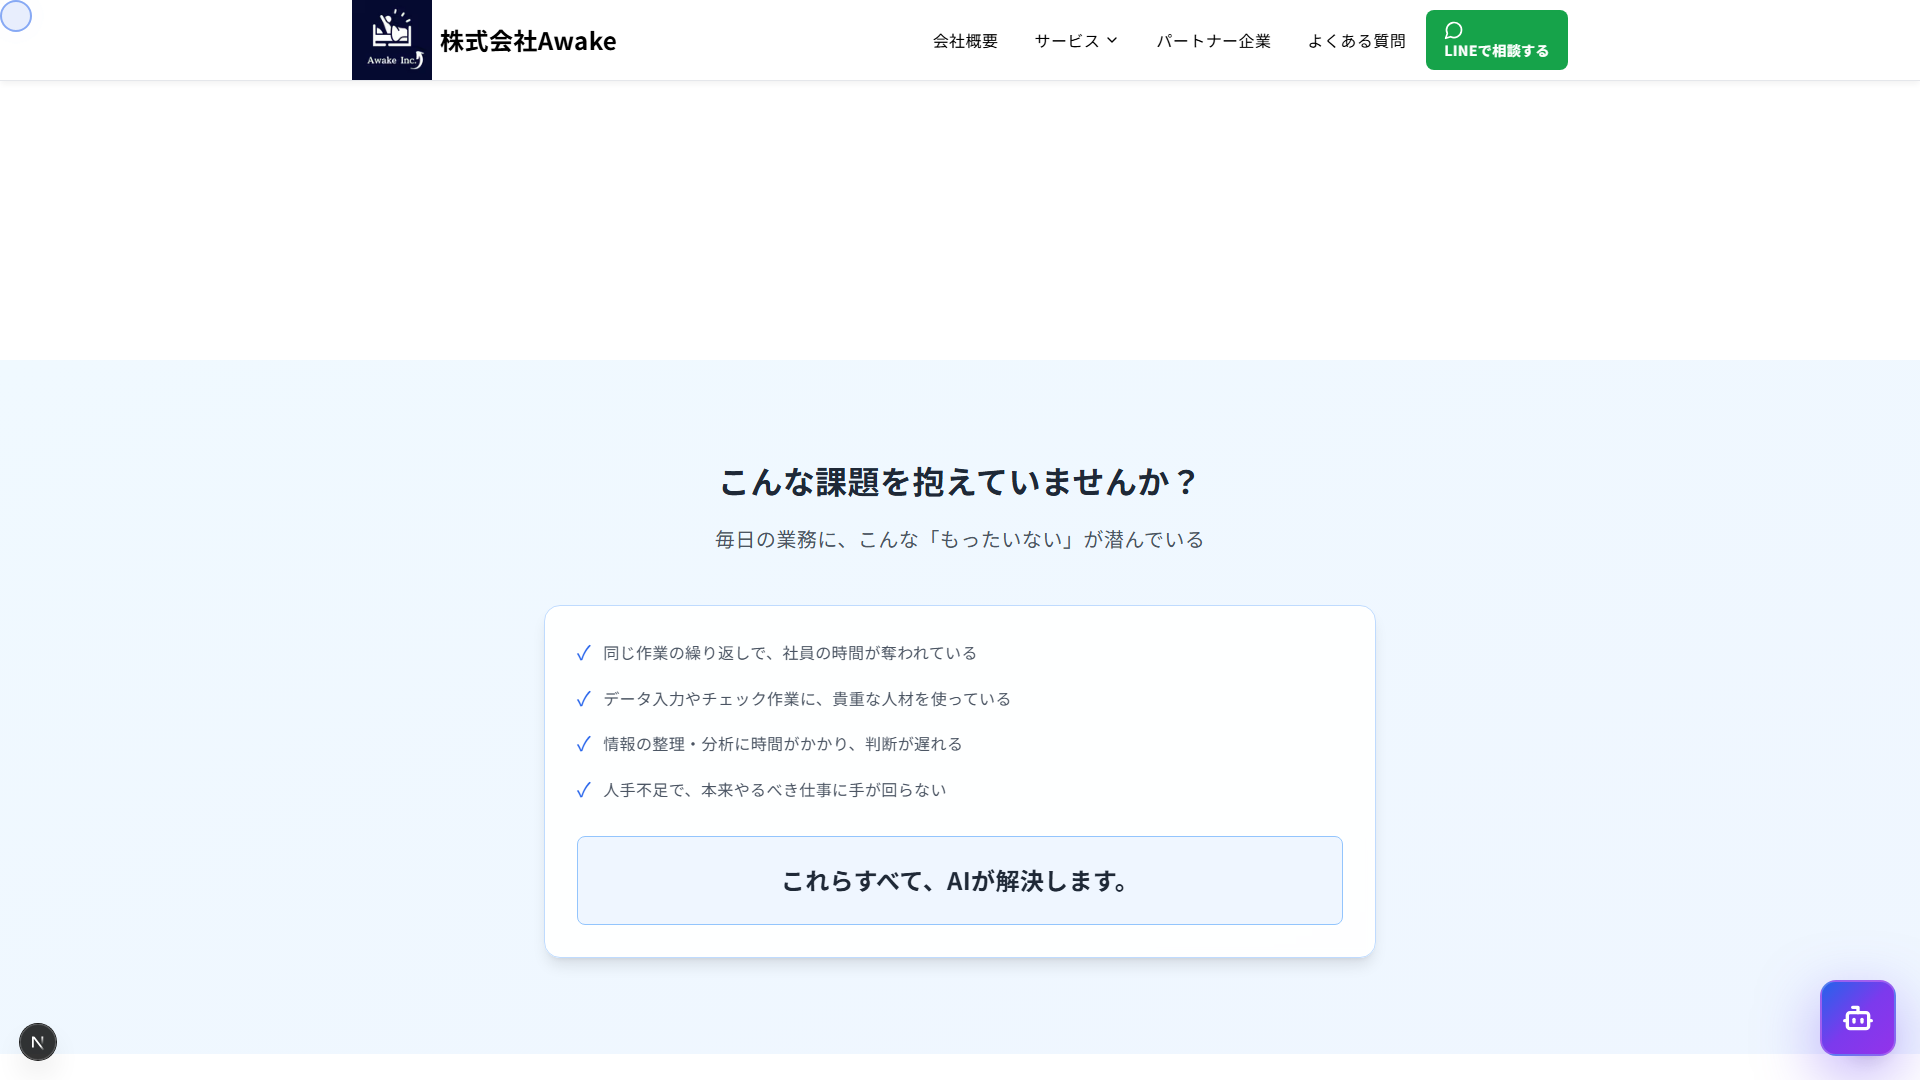 Awake Inc.
株式会社Awake
会社概要
サービス
パートナー企業
よくある質問
LINEで相談する
こんな課題を抱えていませんか？
毎日の業務に、こんな「もったいない」が潜んでいる
✓ 同じ作業の繰り返しで、社員の時間が奪われている
✓ データ入力やチェック作業に、貴重な人材を使っている
✓ 情報の整理・分析に時間がかかり、判断が遅れる
✓ 人手不足で、本来やるべき仕事に手が回らない
これらすべて、AIが解決します。
N